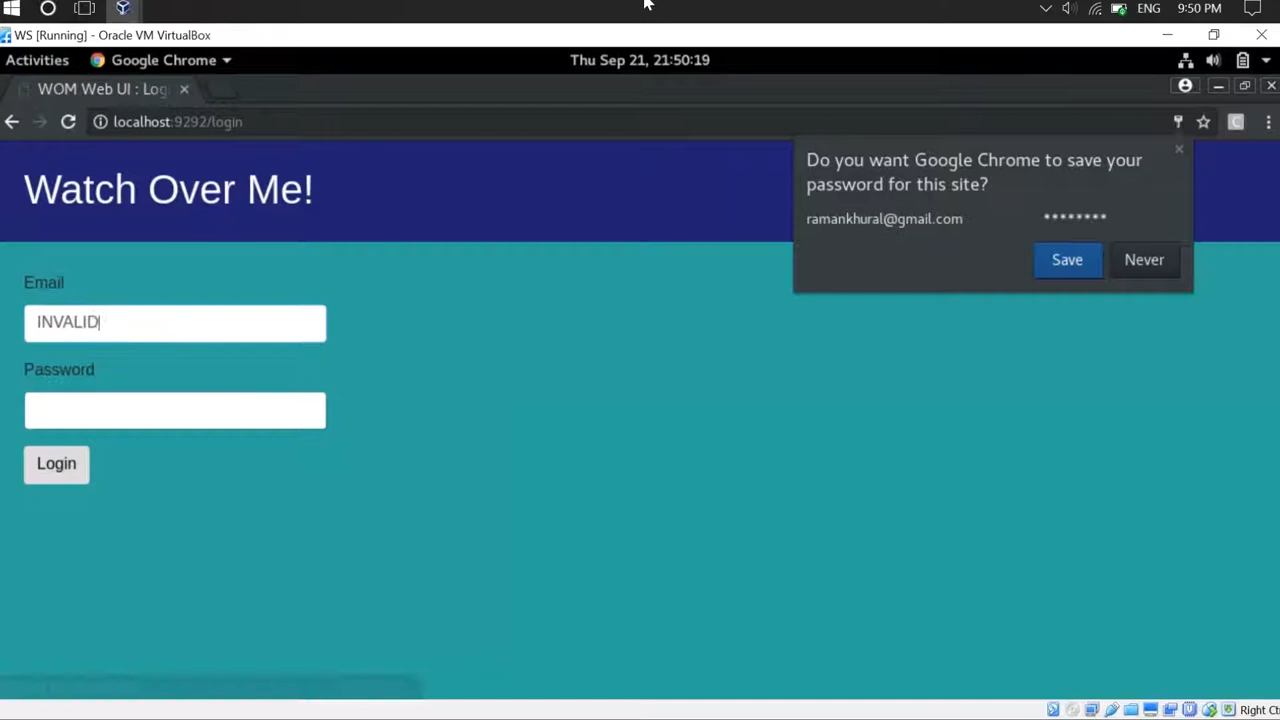 ENG
9:50 PM
WS [Running] - Oracle VM VirtualBox
Activities
Google Chrome
Thu Sep 21, 21:50:19
WOM Web UI : Log
localhost:9292/login
Watch Over Me!
Do you want Google Chrome to save your
password for this site?
ramankhural@gmail.com ********
Save
Never
Email
INVALID
Password
Login
Right Ct